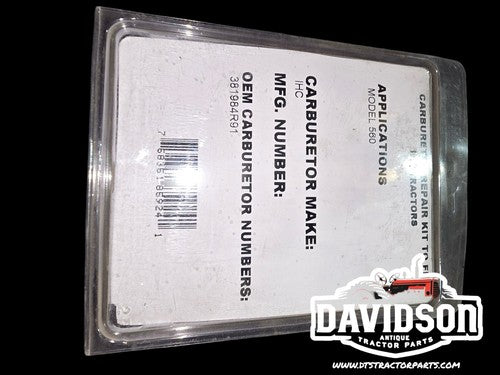 CARBURETOR REPAIR KIT TO F
TRACTORS
APPLICATIONS
MODEL 560
CARBURETOR MAKE:
IHC
MFG. NUMBER:
OEM CARBURETOR NUMBERS:
381984R91
DAVIDSON
ANTIQUE
TRACTOR PARTS
WWW.DTSTRACTORPARTS.COM